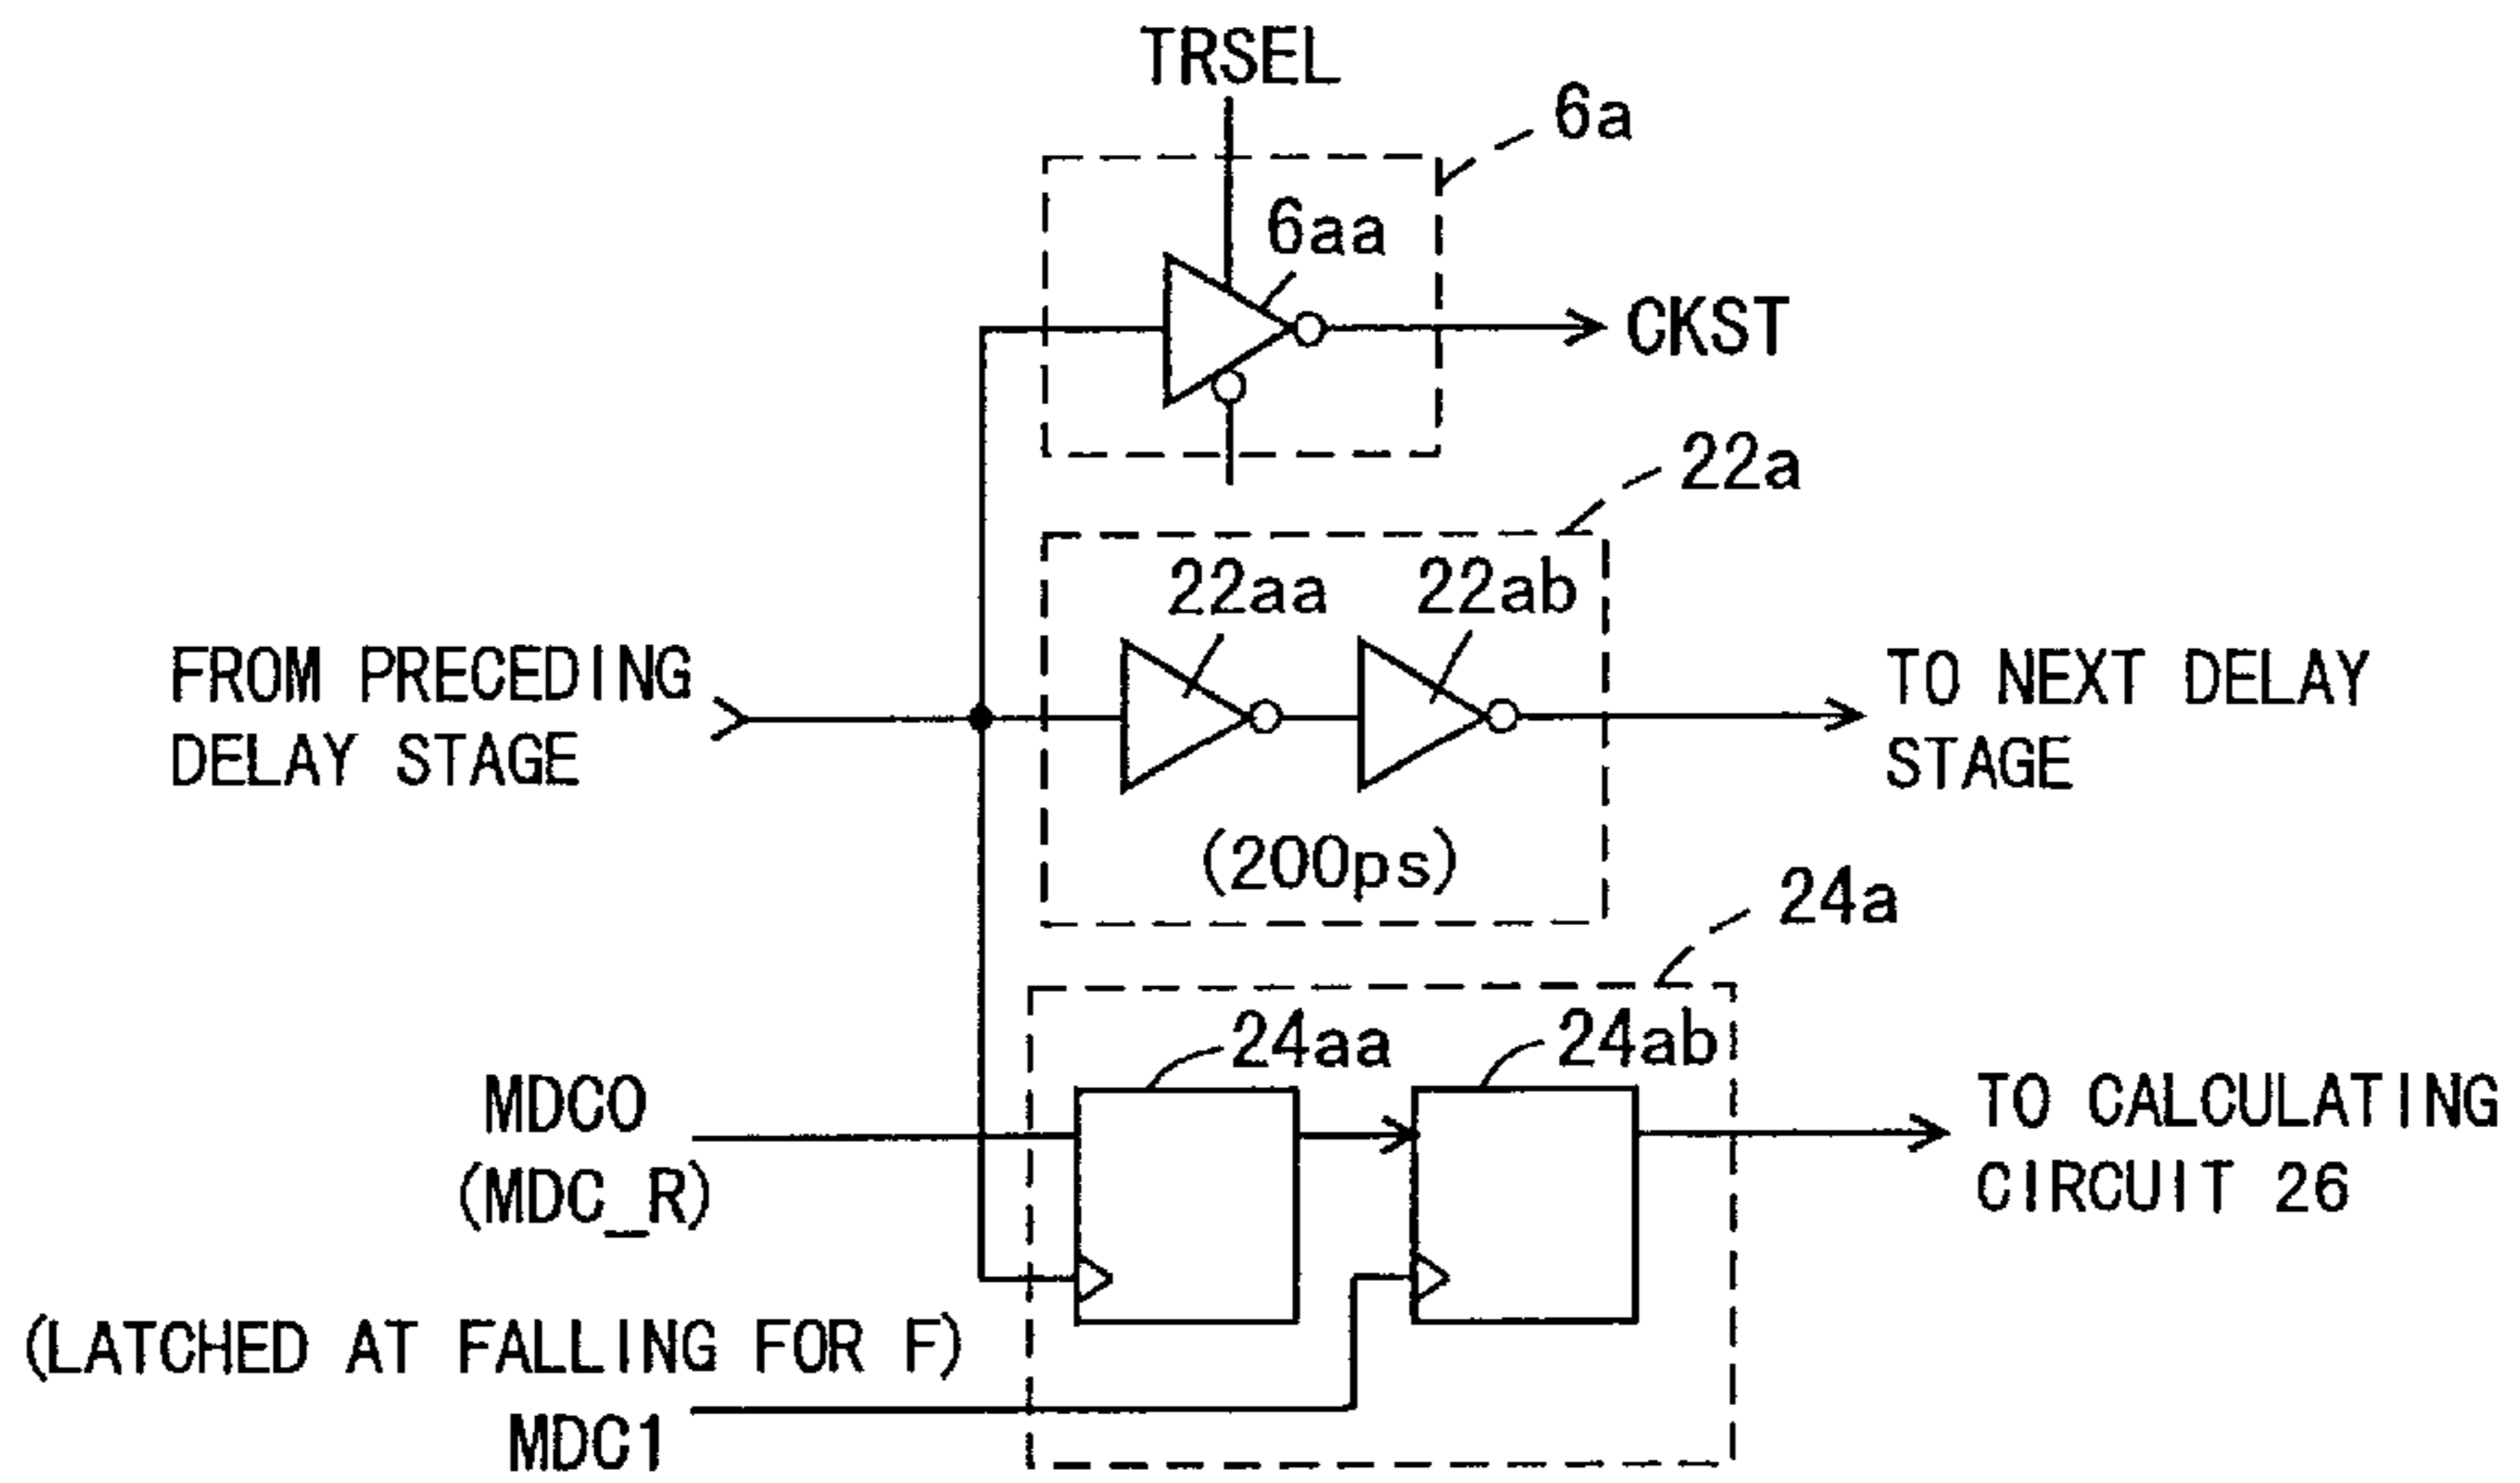 TRSEL
6a
6aa
CKST
22a
22aa
22ab
FROM PRECEDING
DELAY STAGE
TO NEXT DELAY
STAGE
(200ps)
24a
24aa
24ab
MDC0
(MDC_R)
TO CALCULATING
CIRCUIT 26
(LATCHED AT FALLING FOR F)
MDC1